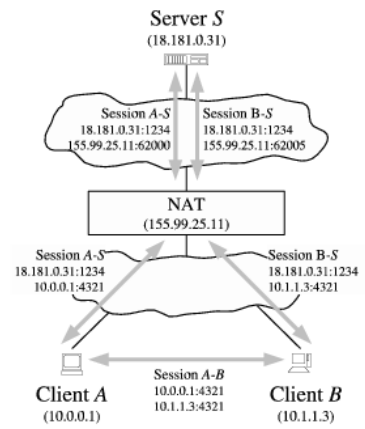 Server S
(18.181.0.31)
Session A-S
18.181.0.31:1234
155.99.25.11:62000
Session B-S
18.181.0.31:1234
155.99.25.11:62005
NAT
(155.99.25.11)
Session A-S
18.181.0.31:1234
10.0.0.1:4321
Session B-S
18.181.0.31:1234
10.1.1.3:4321
Client A
(10.0.0.1)
Session A-B
10.0.0.1:4321
10.1.1.3:4321
Client B
(10.1.1.3)